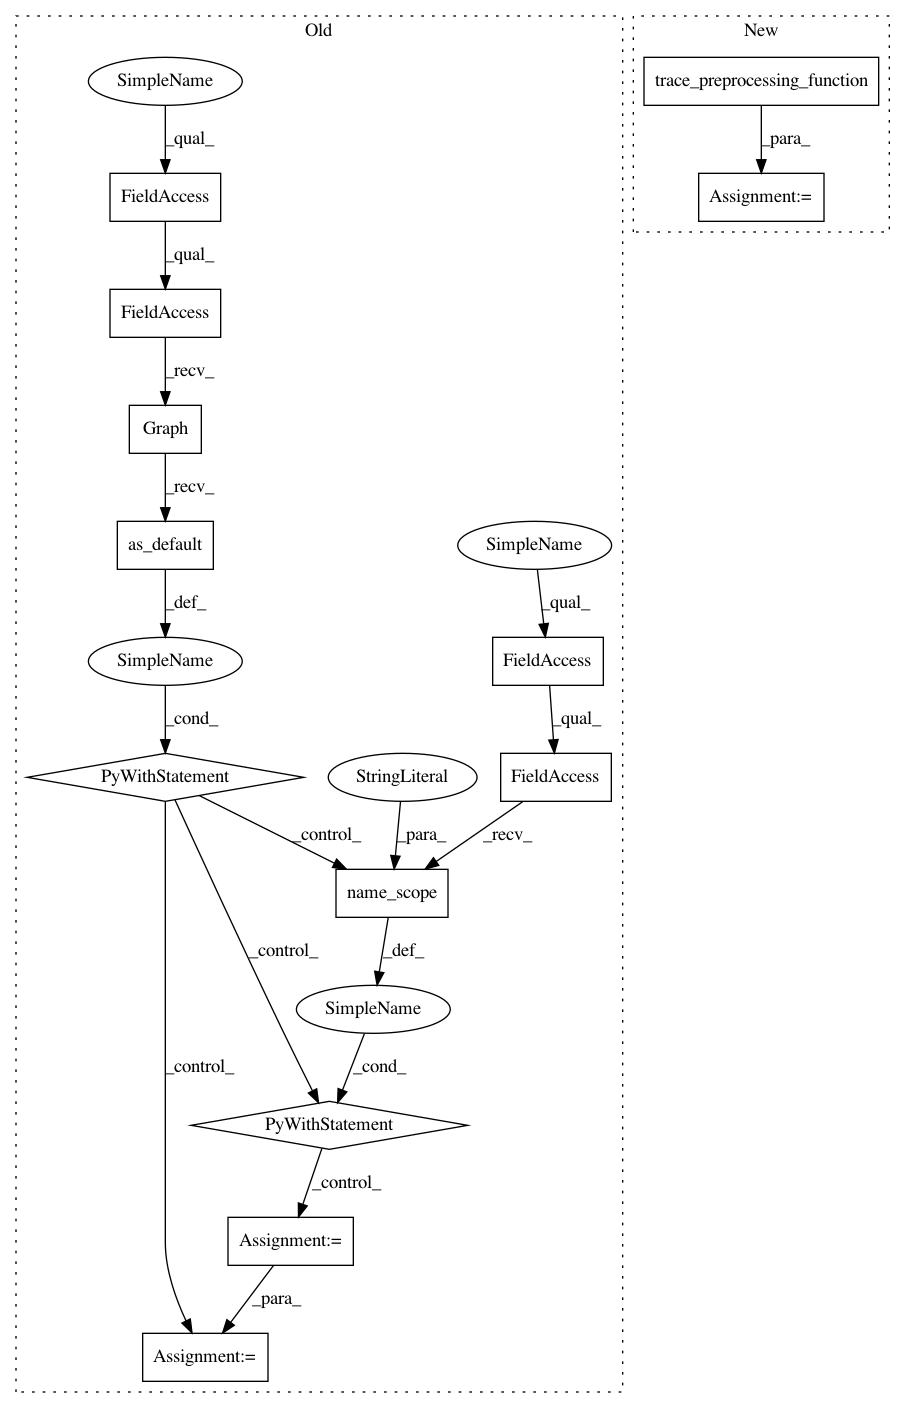 Old
New
SimpleName
trace_preprocessing_function
_qual_
_para_
FieldAccess
Assignment:=
_qual_
FieldAccess
_recv_
Graph
_recv_
as_default
SimpleName
_def_
_qual_
SimpleName
FieldAccess
_cond_
_qual_
PyWithStatement
StringLiteral
FieldAccess
_control_
_para_
_recv_
name_scope
_control_
_def_
SimpleName
_control_
_cond_
PyWithStatement
_control_
Assignment:=
_para_
Assignment:=